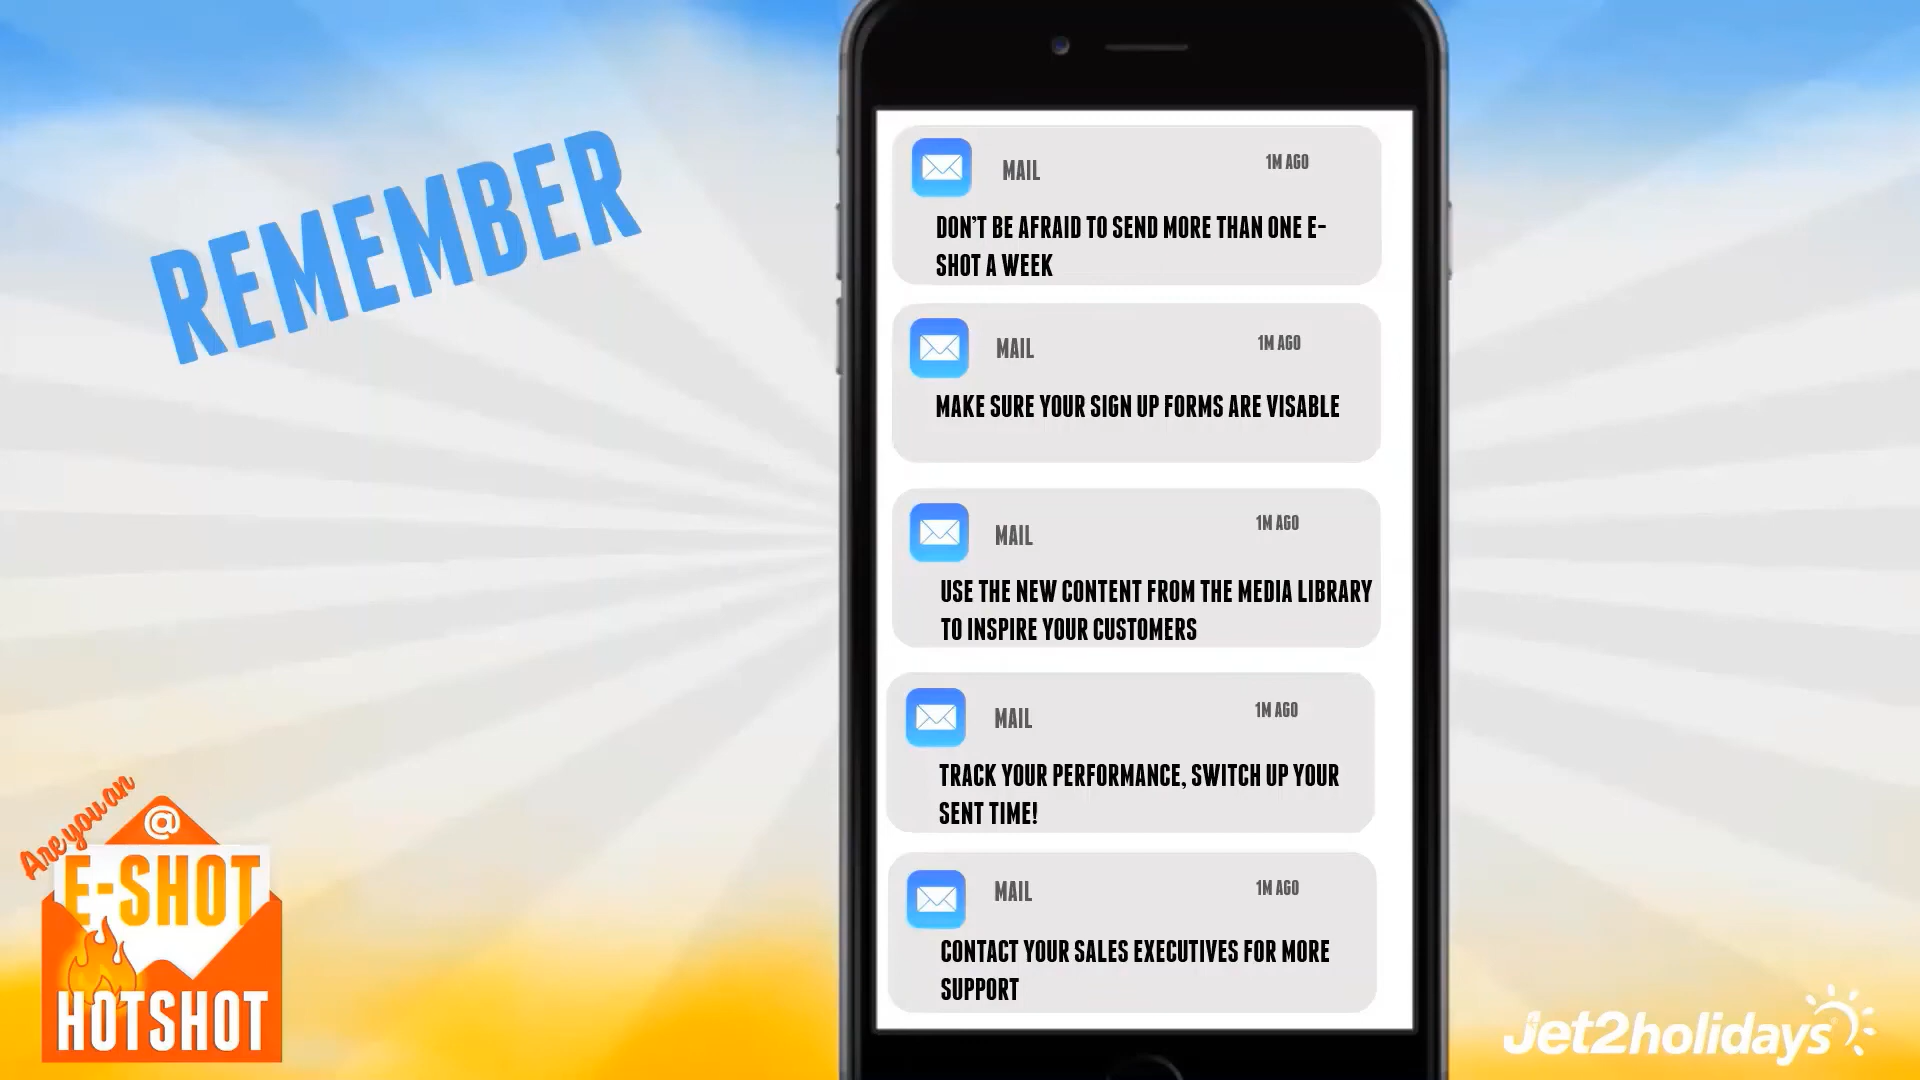 REMEMBER
MAIL
1M AGO
DON'T BE AFRAID TO SEND MORE THAN ONE E-
SHOT A WEEK
MAIL
1M AGO
MAKE SURE YOUR SIGN UP FORMS ARE VISABLE
MAIL
1M AGO
USE THE NEW CONTENT FROM THE MEDIA LIBRARY
TO INSPIRE YOUR CUSTOMERS
MAIL
1M AGO
TRACK YOUR PERFORMANCE, SWITCH UP YOUR
SENT TIME!
MAIL
1M AGO
CONTACT YOUR SALES EXECUTIVES FOR MORE
SUPPORT
Are you an
@
E-SHOT
HOTSHOT
Jet2holidays